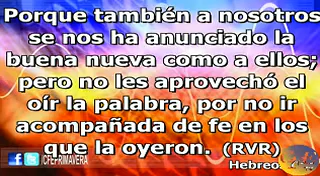 Porque también a nosotros
se nos ha anunciado la
buena nueva como a ellos;
pero no les aprovechó el
oír la palabra, por no ir
acompañada de fe en los
que la oyeron. (RVR)
Hebreo
/CFEPRIMAVERA